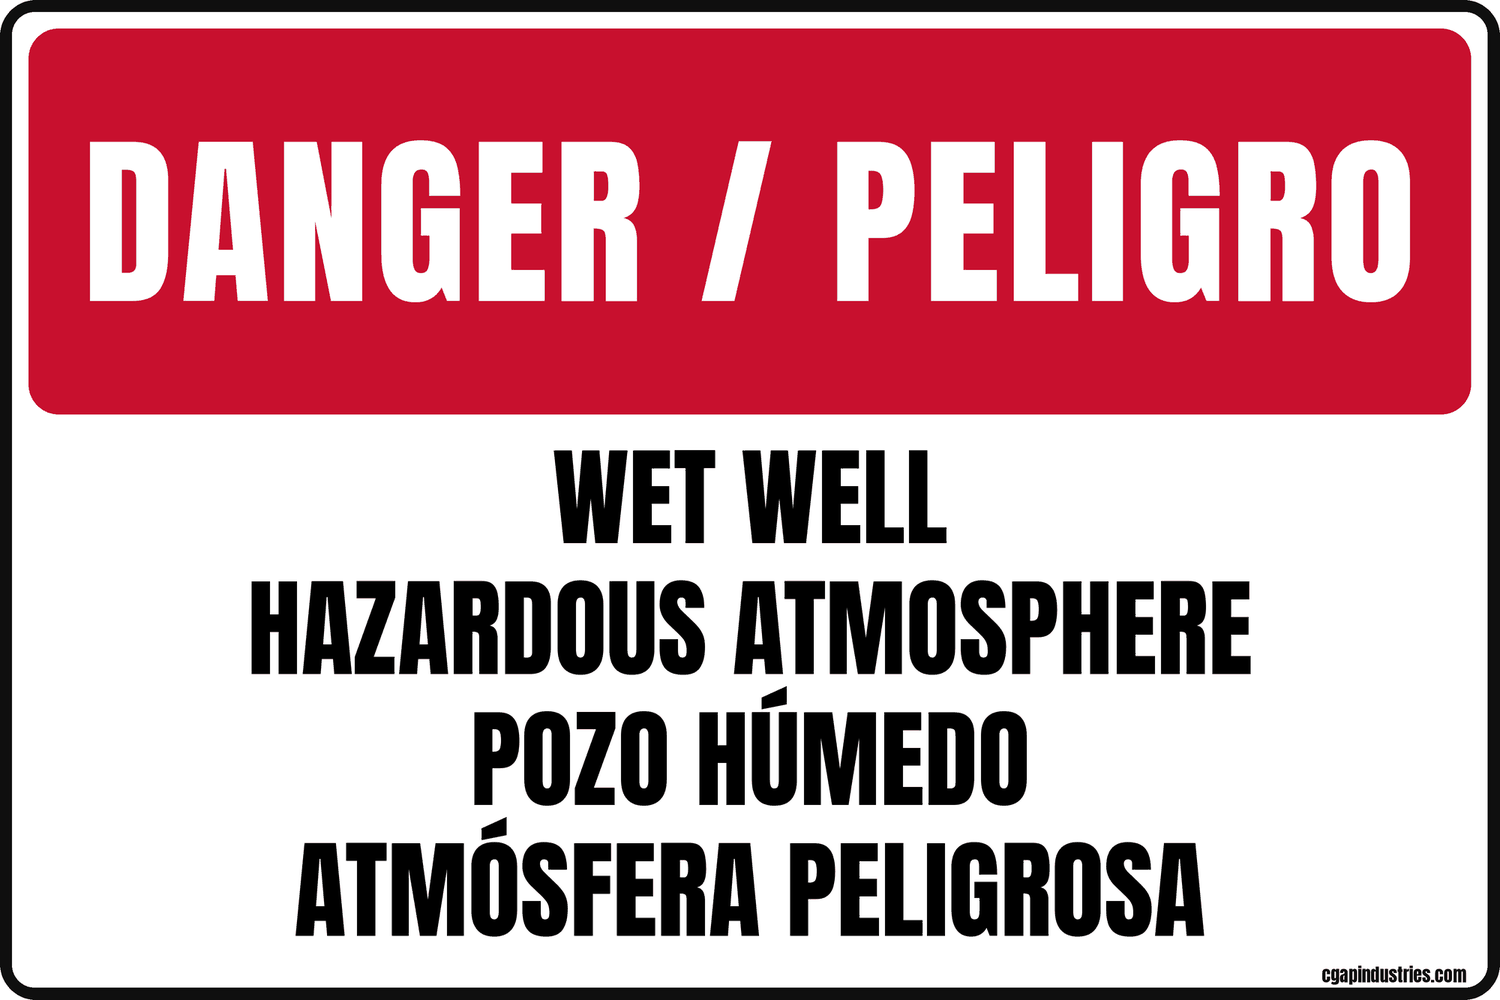 DANGER / PELIGRO
WET WELL
HAZARDOUS ATMOSPHERE
POZO HÚMEDO
ATMÓSFERA PELIGROSA
cgapindustries.com